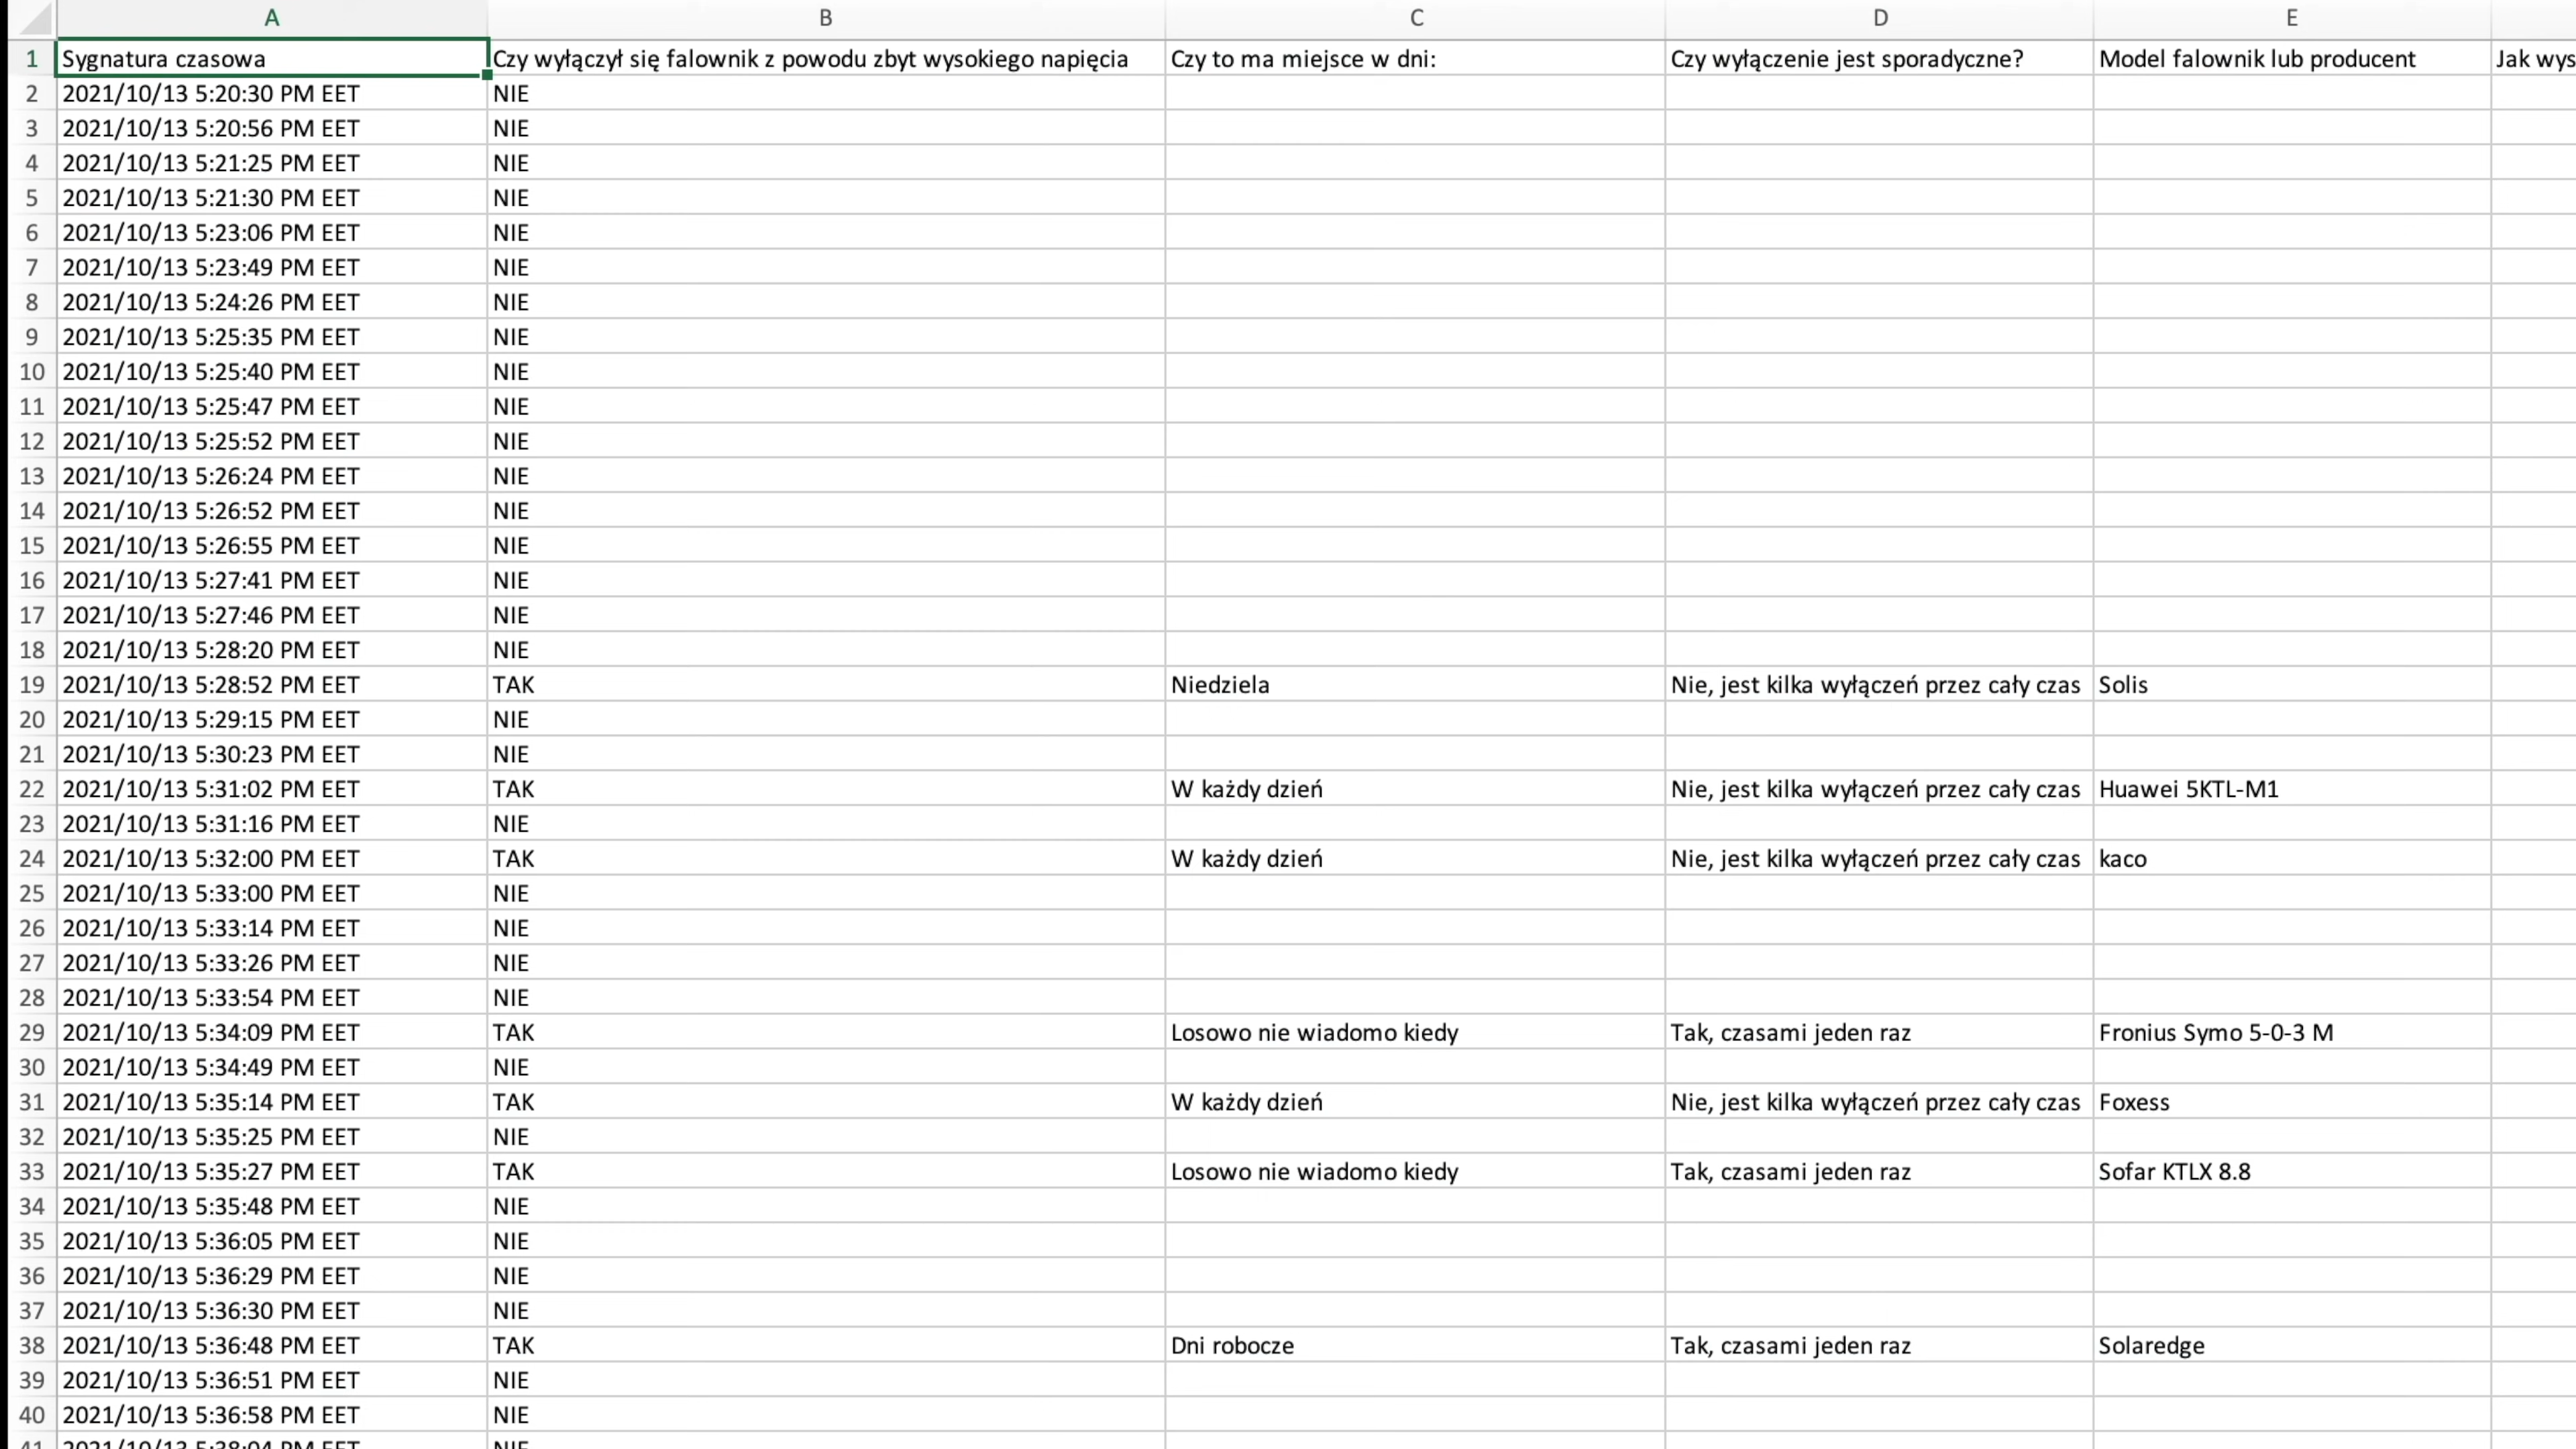 A B C D E
1 Sygnatura czasowa Czy wyłączył się falownik z powodu zbyt wysokiego napięcia Czy to ma miejsce w dni: Czy wyłączenie jest sporadyczne? Model falownik lub producent Jak wys
2 2021/10/13 5:20:30 PM EET NIE
3 2021/10/13 5:20:56 PM EET NIE
4 2021/10/13 5:21:25 PM EET NIE
5 2021/10/13 5:21:30 PM EET NIE
6 2021/10/13 5:23:06 PM EET NIE
7 2021/10/13 5:23:49 PM EET NIE
8 2021/10/13 5:24:26 PM EET NIE
9 2021/10/13 5:25:35 PM EET NIE
10 2021/10/13 5:25:40 PM EET NIE
11 2021/10/13 5:25:47 PM EET NIE
12 2021/10/13 5:25:52 PM EET NIE
13 2021/10/13 5:26:24 PM EET NIE
14 2021/10/13 5:26:52 PM EET NIE
15 2021/10/13 5:26:55 PM EET NIE
16 2021/10/13 5:27:41 PM EET NIE
17 2021/10/13 5:27:46 PM EET NIE
18 2021/10/13 5:28:20 PM EET NIE
19 2021/10/13 5:28:52 PM EET TAK Niedziela Nie, jest kilka wyłączeń przez cały czas Solis
20 2021/10/13 5:29:15 PM EET NIE
21 2021/10/13 5:30:23 PM EET NIE
22 2021/10/13 5:31:02 PM EET TAK W każdy dzień Nie, jest kilka wyłączeń przez cały czas Huawei 5KTL-M1
23 2021/10/13 5:31:16 PM EET NIE
24 2021/10/13 5:32:00 PM EET TAK W każdy dzień Nie, jest kilka wyłączeń przez cały czas kaco
25 2021/10/13 5:33:00 PM EET NIE
26 2021/10/13 5:33:14 PM EET NIE
27 2021/10/13 5:33:26 PM EET NIE
28 2021/10/13 5:33:54 PM EET NIE
29 2021/10/13 5:34:09 PM EET TAK Losowo nie wiadomo kiedy Tak, czasami jeden raz Fronius Symo 5-0-3 M
30 2021/10/13 5:34:49 PM EET NIE
31 2021/10/13 5:35:14 PM EET TAK W każdy dzień Nie, jest kilka wyłączeń przez cały czas Foxess
32 2021/10/13 5:35:25 PM EET NIE
33 2021/10/13 5:35:27 PM EET TAK Losowo nie wiadomo kiedy Tak, czasami jeden raz Sofar KTLX 8.8
34 2021/10/13 5:35:48 PM EET NIE
35 2021/10/13 5:36:05 PM EET NIE
36 2021/10/13 5:36:29 PM EET NIE
37 2021/10/13 5:36:30 PM EET NIE
38 2021/10/13 5:36:48 PM EET TAK Dni robocze Tak, czasami jeden raz Solaredge
39 2021/10/13 5:36:51 PM EET NIE
40 2021/10/13 5:36:58 PM EET NIE
41 2021/10/13 5:38:04 PM EET NIE